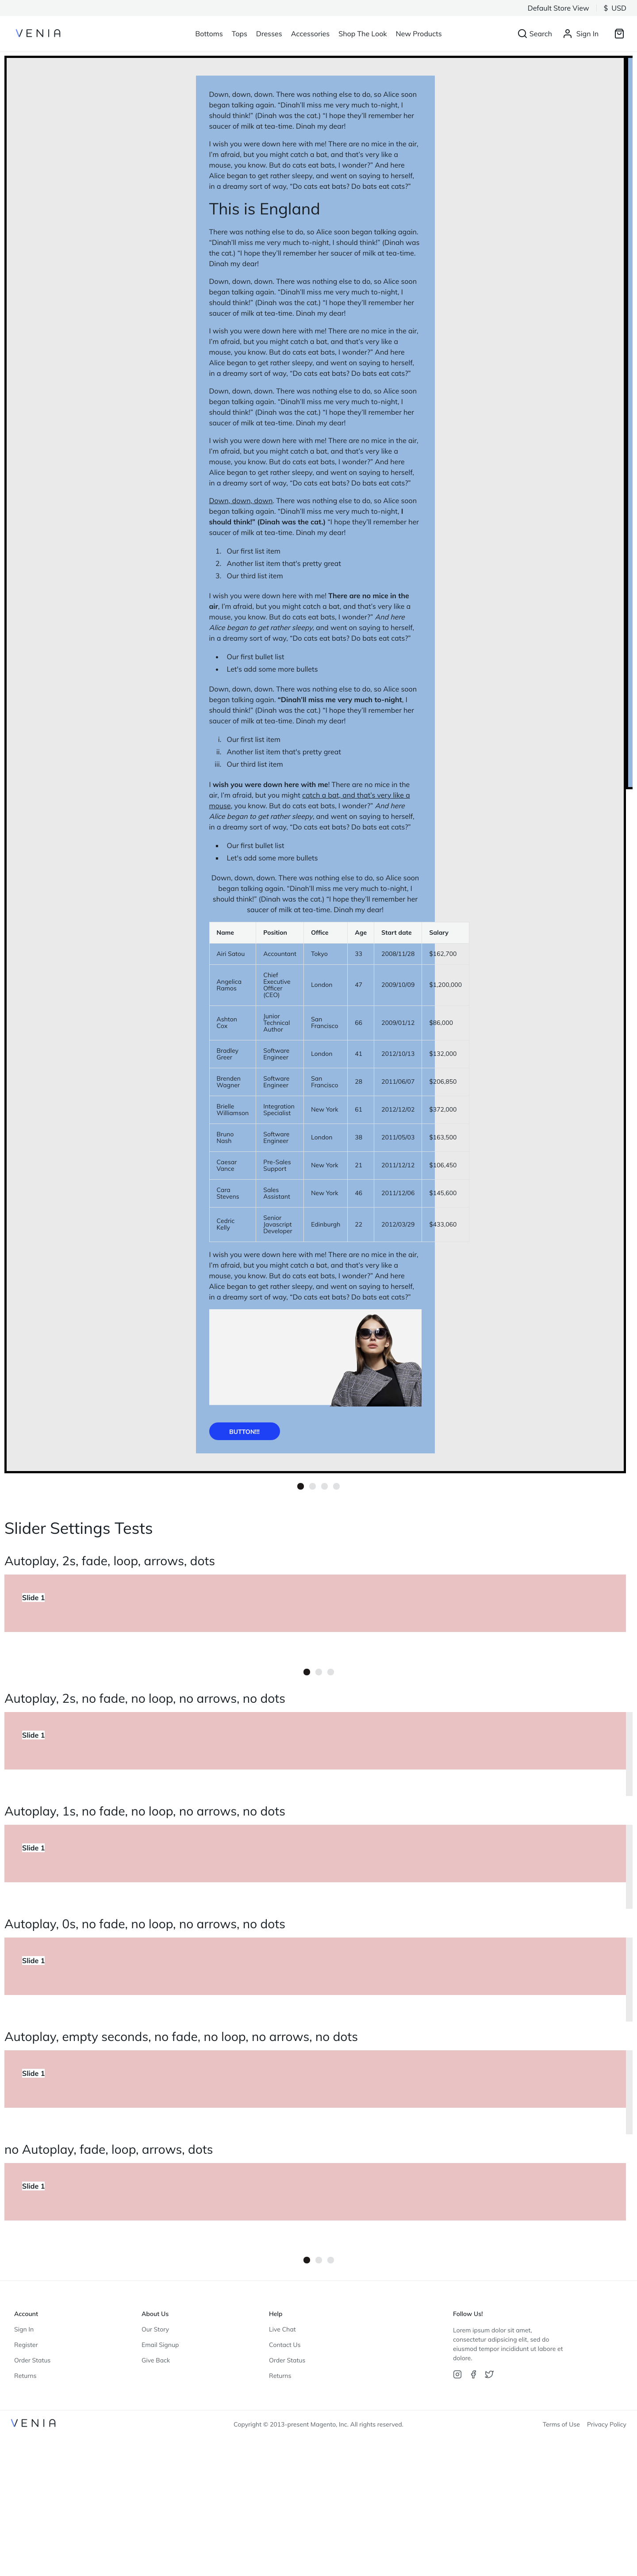 Default Store View $ USD
VENIA Bottoms Tops Dresses Accessories Shop The Look New Products Search Sign In
Down, down, down. There was nothing else to do, so Alice soon
began talking again. “Dinah’ll miss me very much to-night, I
should think!” (Dinah was the cat.) “I hope they’ll remember her
saucer of milk at tea-time. Dinah my dear!
I wish you were down here with me! There are no mice in the air,
I’m afraid, but you might catch a bat, and that’s very like a
mouse, you know. But do cats eat bats, I wonder?” And here
Alice began to get rather sleepy, and went on saying to herself,
in a dreamy sort of way, “Do cats eat bats? Do bats eat cats?”
This is England
There was nothing else to do, so Alice soon began talking again.
“Dinah’ll miss me very much to-night, I should think!” (Dinah was
the cat.) “I hope they’ll remember her saucer of milk at tea-time.
Dinah my dear!
Down, down, down. There was nothing else to do, so Alice soon
began talking again. “Dinah’ll miss me very much to-night, I
should think!” (Dinah was the cat.) “I hope they’ll remember her
saucer of milk at tea-time. Dinah my dear!
I wish you were down here with me! There are no mice in the air,
I’m afraid, but you might catch a bat, and that’s very like a
mouse, you know. But do cats eat bats, I wonder?” And here
Alice began to get rather sleepy, and went on saying to herself,
in a dreamy sort of way, “Do cats eat bats? Do bats eat cats?”
Down, down, down. There was nothing else to do, so Alice soon
began talking again. “Dinah’ll miss me very much to-night, I
should think!” (Dinah was the cat.) “I hope they’ll remember her
saucer of milk at tea-time. Dinah my dear!
I wish you were down here with me! There are no mice in the air,
I’m afraid, but you might catch a bat, and that’s very like a
mouse, you know. But do cats eat bats, I wonder?” And here
Alice began to get rather sleepy, and went on saying to herself,
in a dreamy sort of way, “Do cats eat bats? Do bats eat cats?”
Down, down, down. There was nothing else to do, so Alice soon
began talking again. “Dinah’ll miss me very much to-night, I
should think!” (Dinah was the cat.) “I hope they’ll remember her
saucer of milk at tea-time. Dinah my dear!
1. Our first list item
2. Another list item that's pretty great
3. Our third list item
I wish you were down here with me! There are no mice in the
air, I’m afraid, but you might catch a bat, and that’s very like a
mouse, you know. But do cats eat bats, I wonder?” And here
Alice began to get rather sleepy, and went on saying to herself,
in a dreamy sort of way, “Do cats eat bats? Do bats eat cats?”
• Our first bullet list
• Let's add some more bullets
Down, down, down. There was nothing else to do, so Alice soon
began talking again. “Dinah’ll miss me very much to-night, I
should think!” (Dinah was the cat.) “I hope they’ll remember her
saucer of milk at tea-time. Dinah my dear!
i. Our first list item
ii. Another list item that's pretty great
iii. Our third list item
I wish you were down here with me! There are no mice in the
air, I’m afraid, but you might catch a bat, and that’s very like a
mouse, you know. But do cats eat bats, I wonder?” And here
Alice began to get rather sleepy, and went on saying to herself,
in a dreamy sort of way, “Do cats eat bats? Do bats eat cats?”
• Our first bullet list
• Let's add some more bullets
Down, down, down. There was nothing else to do, so Alice soon
began talking again. “Dinah’ll miss me very much to-night, I
should think!” (Dinah was the cat.) “I hope they’ll remember her
saucer of milk at tea-time. Dinah my dear!
Name Position Office Age Start date Salary
Airi Satou Accountant Tokyo 33 2008/11/28 $162,700
Angelica Ramos Chief Executive Officer (CEO) London 47 2009/10/09 $1,200,000
Ashton Cox Junior Technical Author San Francisco 66 2009/01/12 $86,000
Bradley Greer Software Engineer London 41 2012/10/13 $132,000
Brenden Wagner Software Engineer San Francisco 28 2011/06/07 $206,850
Brielle Williamson Integration Specialist New York 61 2012/12/02 $372,000
Bruno Nash Software Engineer London 38 2011/05/03 $163,500
Caesar Vance Pre-Sales Support New York 21 2011/12/12 $106,450
Cara Stevens Sales Assistant New York 46 2011/12/06 $145,600
Cedric Kelly Senior Javascript Developer Edinburgh 22 2012/03/29 $433,060
I wish you were down here with me! There are no mice in the air,
I’m afraid, but you might catch a bat, and that’s very like a
mouse, you know. But do cats eat bats, I wonder?” And here
Alice began to get rather sleepy, and went on saying to herself,
in a dreamy sort of way, “Do cats eat bats? Do bats eat cats?”
BUTTON!!!
Slider Settings Tests
Autoplay, 2s, fade, loop, arrows, dots
Slide 1
Autoplay, 2s, no fade, no loop, no arrows, no dots
Slide 1
Autoplay, 1s, no fade, no loop, no arrows, no dots
Slide 1
Autoplay, 0s, no fade, no loop, no arrows, no dots
Slide 1
Autoplay, empty seconds, no fade, no loop, no arrows, no dots
Slide 1
no Autoplay, fade, loop, arrows, dots
Slide 1
Account
Sign In
Register
Order Status
Returns
About Us
Our Story
Email Signup
Give Back
Help
Live Chat
Contact Us
Order Status
Returns
Follow Us!
Lorem ipsum dolor sit amet,
consectetur adipsicing elit, sed do
eiusmod tempor incididunt ut labore et
dolore.
VENIA Copyright © 2013-present Magento, Inc. All rights reserved. Terms of Use Privacy Policy